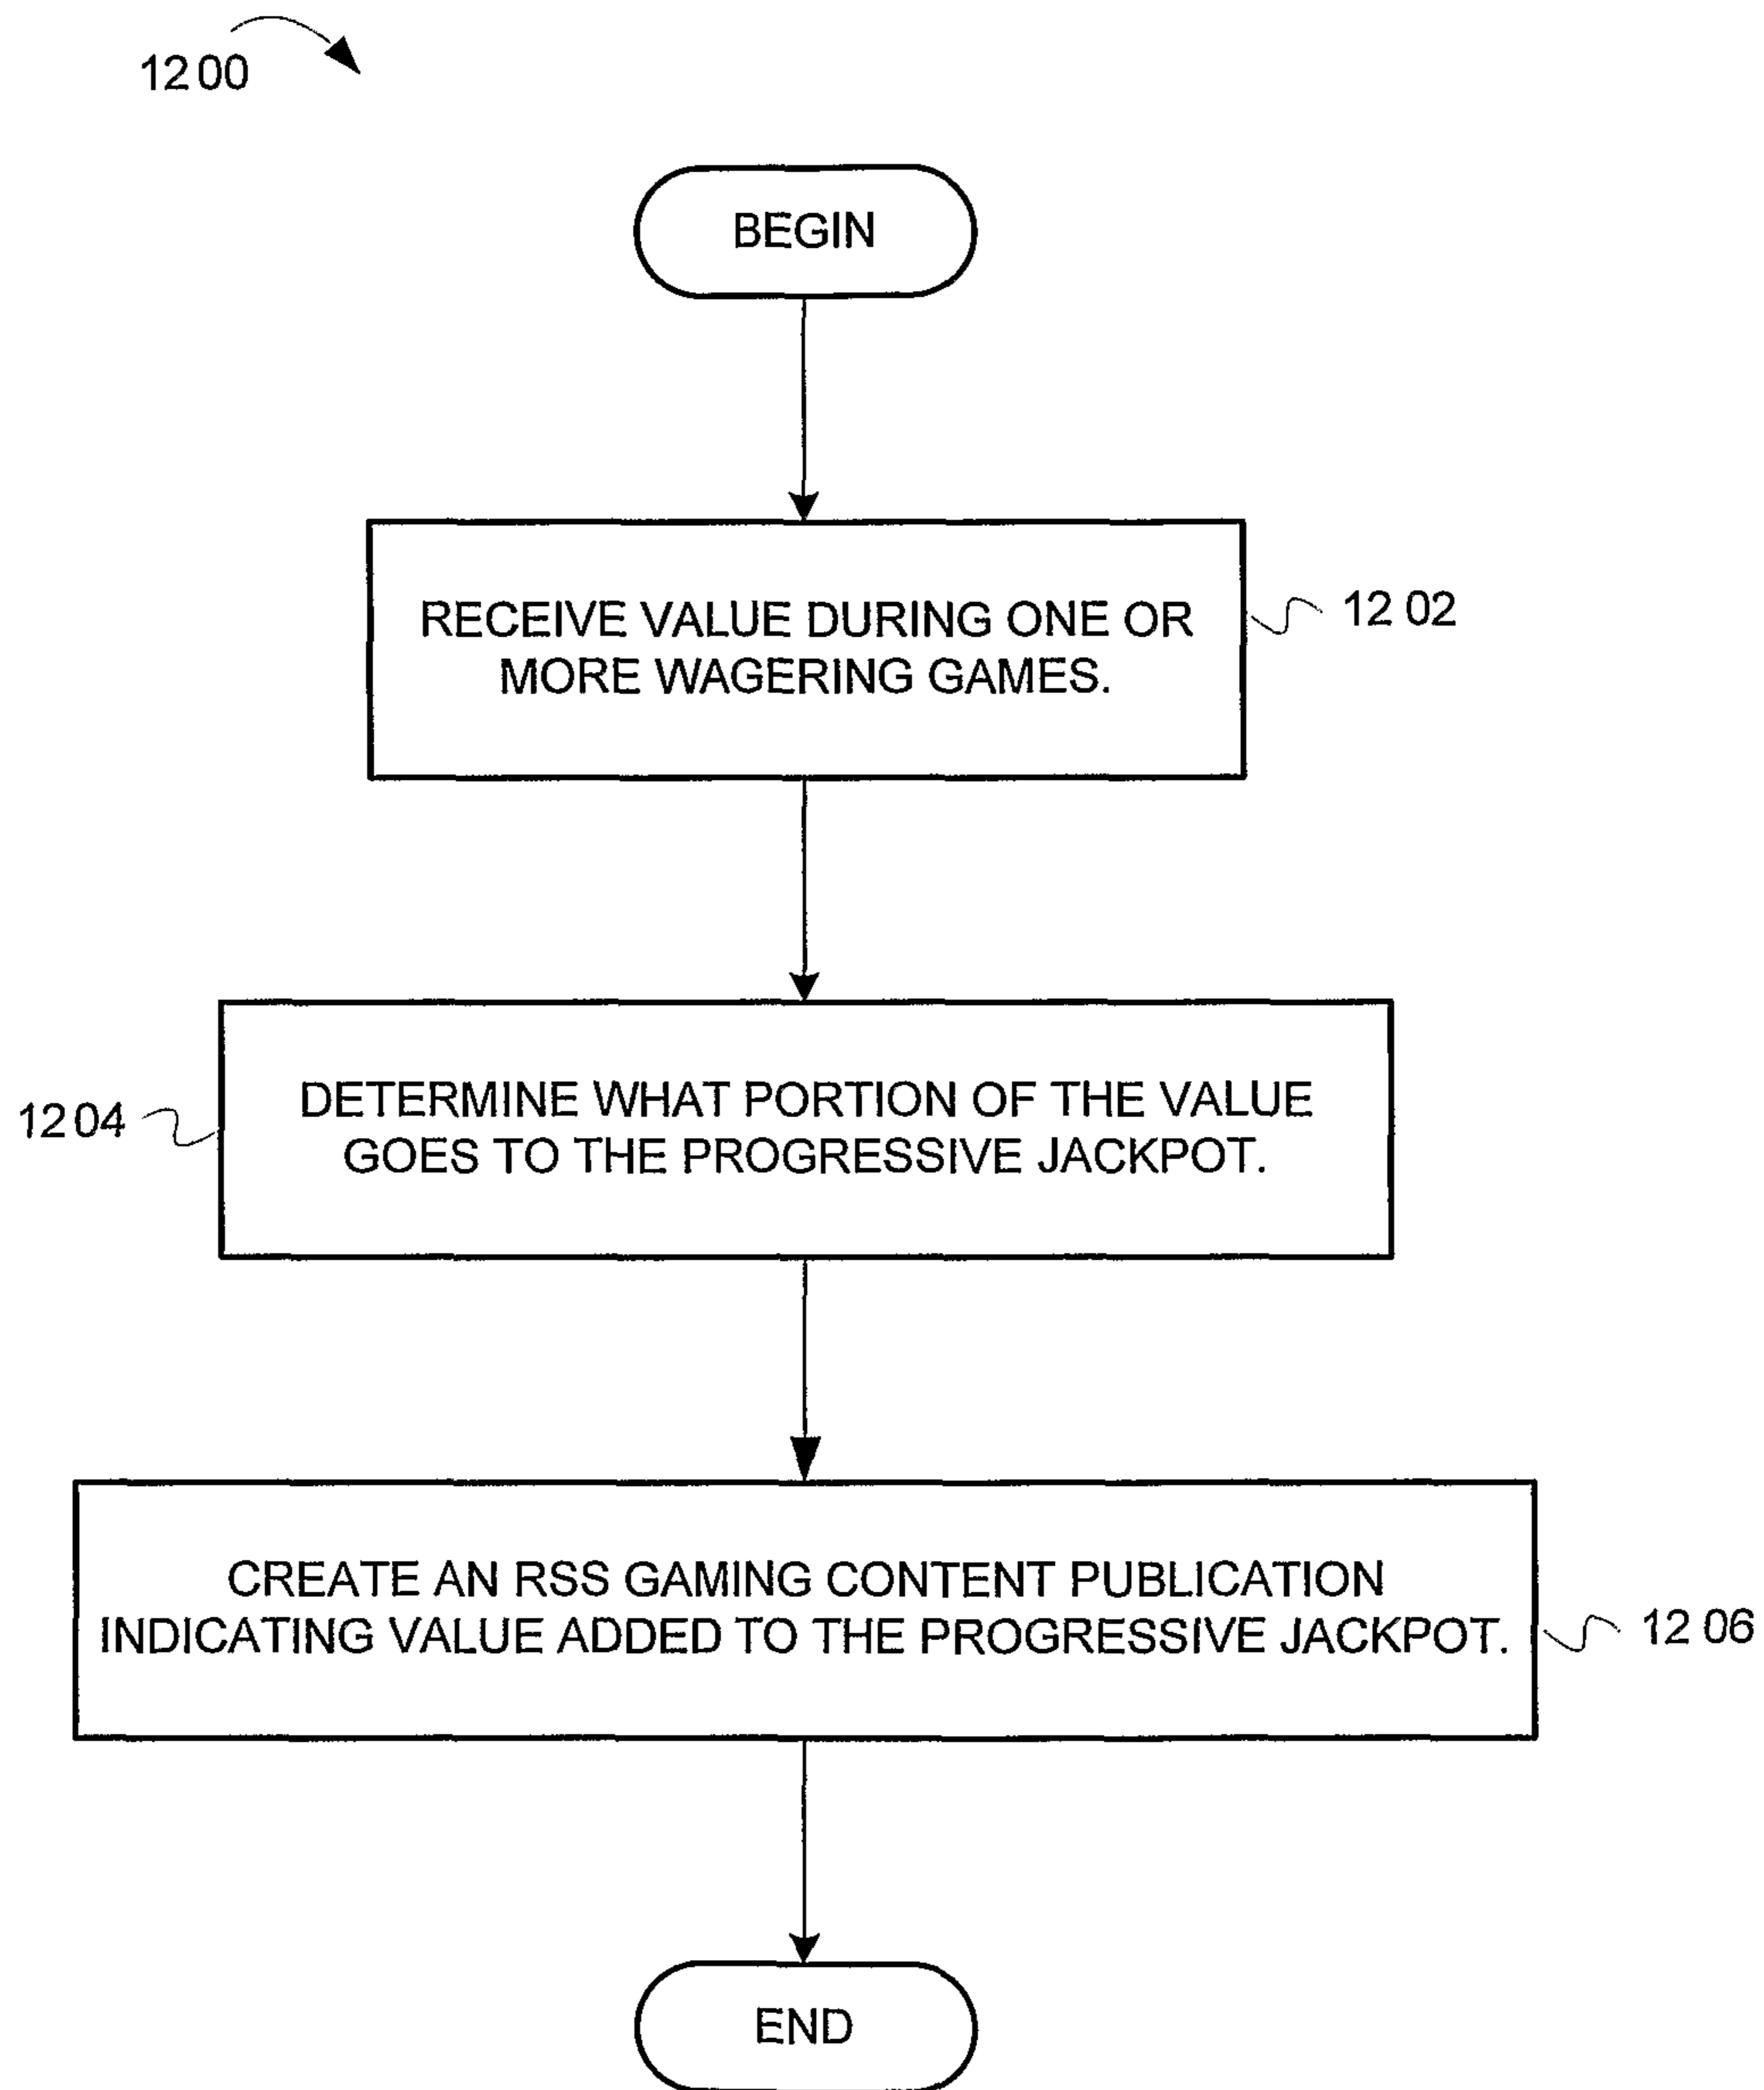 1200
BEGIN
RECEIVE VALUE DURING ONE OR
MORE WAGERING GAMES.
1202
DETERMINE WHAT PORTION OF THE VALUE
GOES TO THE PROGRESSIVE JACKPOT.
1204
CREATE AN RSS GAMING CONTENT PUBLICATION
INDICATING VALUE ADDED TO THE PROGRESSIVE JACKPOT.
1206
END